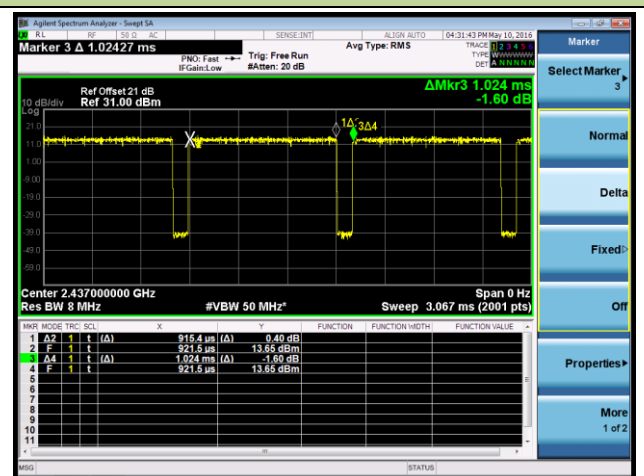 Agilent Spectrum Analyzer - Swept SA
RL RF 50 Ω AC SENSE:INT ALIGN AUTO 04:31:43 PM May 10, 2016
Marker 3 Δ 1.02427 ms
PNO: Fast
IFGain:Low
Trig: Free Run
#Atten: 20 dB
Avg Type: RMS
TRACE 1 2 3 4 5 6
TYPE
DET A N N N N N
Ref Offset 21 dB
10 dB/div Ref 31.00 dBm
ΔMkr3 1.024 ms
-1.60 dB
Log
21.0
11.0
1.00
-9.00
-19.0
-29.0
-39.0
-49.0
-59.0
3Δ4
Center 2.437000000 GHz Span 0 Hz
Res BW 8 MHz #VBW 50 MHz* Sweep 3.067 ms (2001 pts)
MKR MODE TRC SCL X Y FUNCTION FUNCTION WIDTH FUNCTION VALUE
1 Δ2 1 t (Δ) 915.4 µs (Δ) 0.40 dB
2 F 1 t 921.5 µs 13.65 dBm
3 Δ4 1 t (Δ) 1.024 ms (Δ) -1.60 dB
4 F 1 t 921.5 µs 13.65 dBm
5
6
7
8
9
10
11
MSG STATUS
Marker
Select Marker
3
Normal
Delta
Fixed
Off
Properties
More
1 of 2